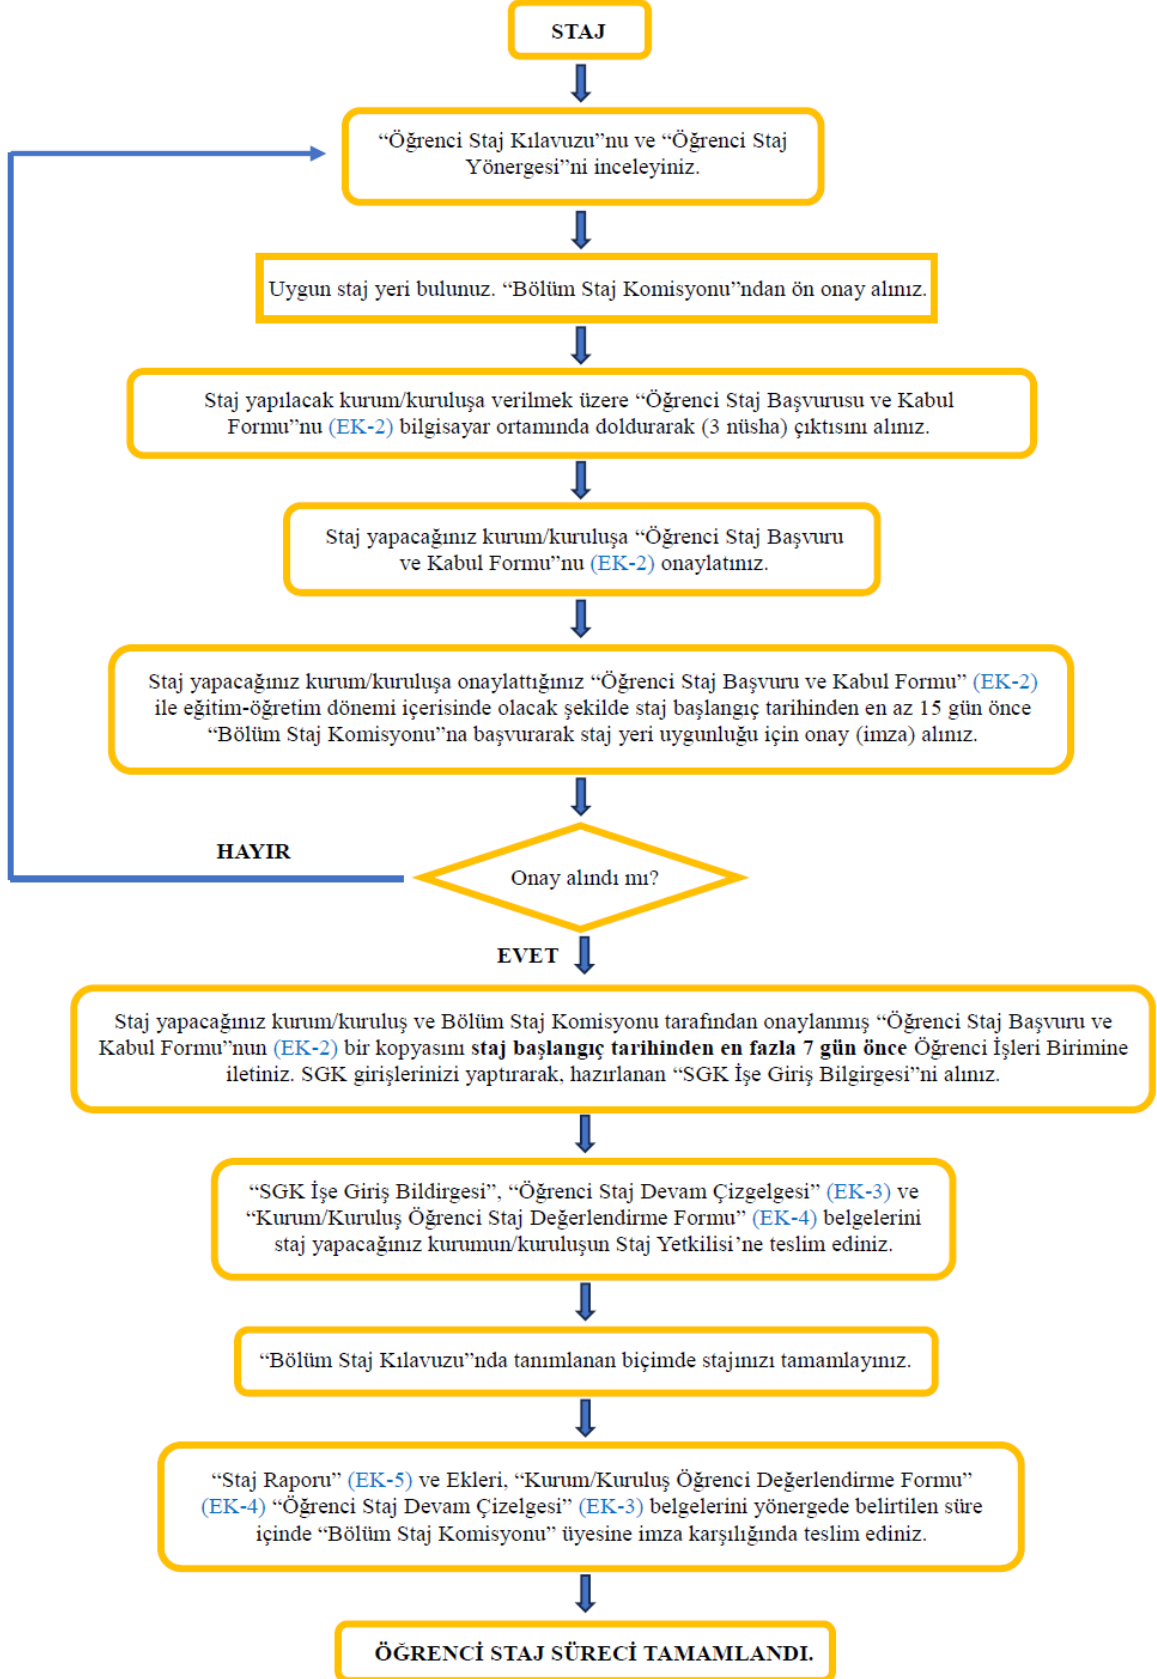 STAJ
“Öğrenci Staj Kılavuzu”nu ve “Öğrenci Staj
Yönergesi”ni inceleyiniz.
Uygun staj yeri bulunuz. “Bölüm Staj Komisyonu”ndan ön onay alınız.
Staj yapılacak kurum/kuruluşa verilmek üzere “Öğrenci Staj Başvurusu ve Kabul
Formu”nu (EK-2) bilgisayar ortamında doldurarak (3 nüsha) çıktısını alınız.
Staj yapacağınız kurum/kuruluşa “Öğrenci Staj Başvuru
ve Kabul Formu”nu (EK-2) onaylatınız.
Staj yapacağınız kurum/kuruluşa onaylattığınız “Öğrenci Staj Başvuru ve Kabul Formu” (EK-2)
ile eğitim-öğretim dönemi içerisinde olacak şekilde staj başlangıç tarihinden en az 15 gün önce
“Bölüm Staj Komisyonu”na başvurarak staj yeri uygunluğu için onay (imza) alınız.
HAYIR
Onay alındı mı?
EVET
Staj yapacağınız kurum/kuruluş ve Bölüm Staj Komisyonu tarafından onaylanmış “Öğrenci Staj Başvuru ve
Kabul Formu”nun (EK-2) bir kopyasını staj başlangıç tarihinden en fazla 7 gün önce Öğrenci İşleri Birimine
iletiniz. SGK girişlerinizi yaptırarak, hazırlanan “SGK İşe Giriş Bilgirgesi”ni alınız.
“SGK İşe Giriş Bildirgesi”, “Öğrenci Staj Devam Çizgelgesi” (EK-3) ve
“Kurum/Kuruluş Öğrenci Staj Değerlendirme Formu” (EK-4) belgelerini
staj yapacağınız kurumun/kuruluşun Staj Yetkilisi’ne teslim ediniz.
“Bölüm Staj Kılavuzu”nda tanımlanan biçimde stajınızı tamamlayınız.
“Staj Raporu” (EK-5) ve Ekleri, “Kurum/Kuruluş Öğrenci Değerlendirme Formu”
(EK-4) “Öğrenci Staj Devam Çizelgesi” (EK-3) belgelerini yönergede belirtilen süre
içinde “Bölüm Staj Komisyonu” üyesine imza karşılığında teslim ediniz.
ÖĞRENCİ STAJ SÜRECİ TAMAMLANDI.